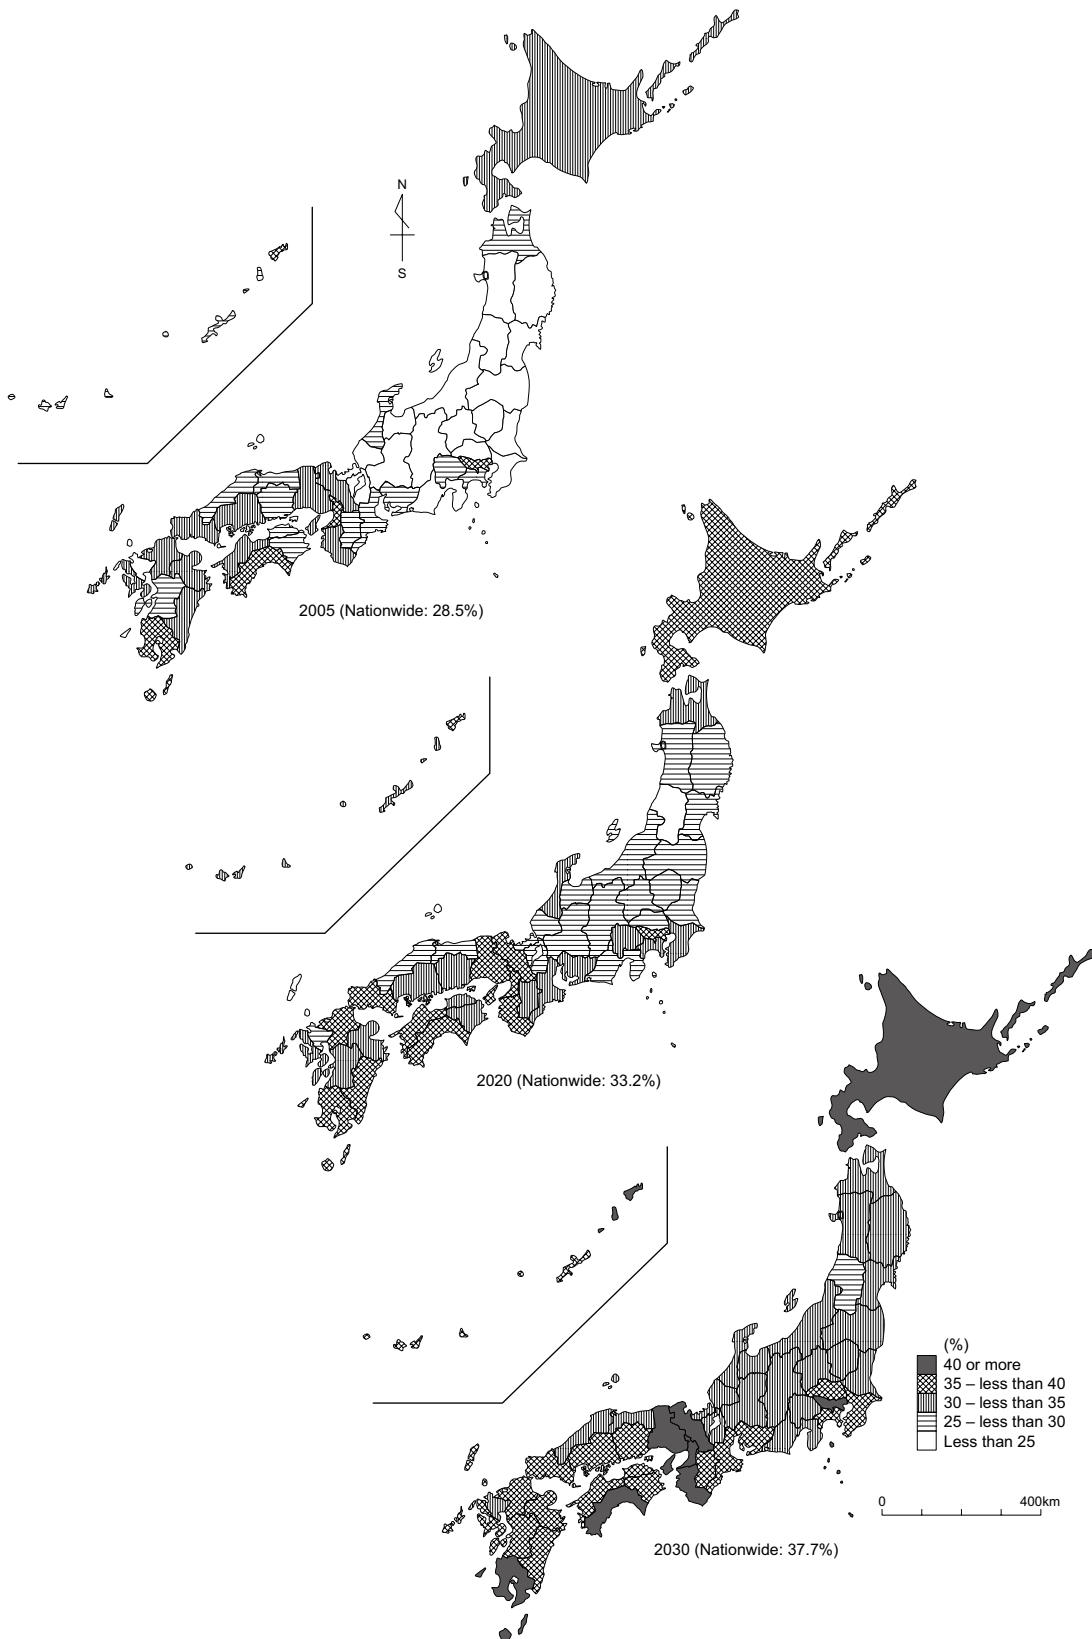 N
S
2005 (Nationwide: 28.5%)
2020 (Nationwide: 33.2%)
(%)
40 or more
35 – less than 40
30 – less than 35
25 – less than 30
Less than 25
0 400km
2030 (Nationwide: 37.7%)